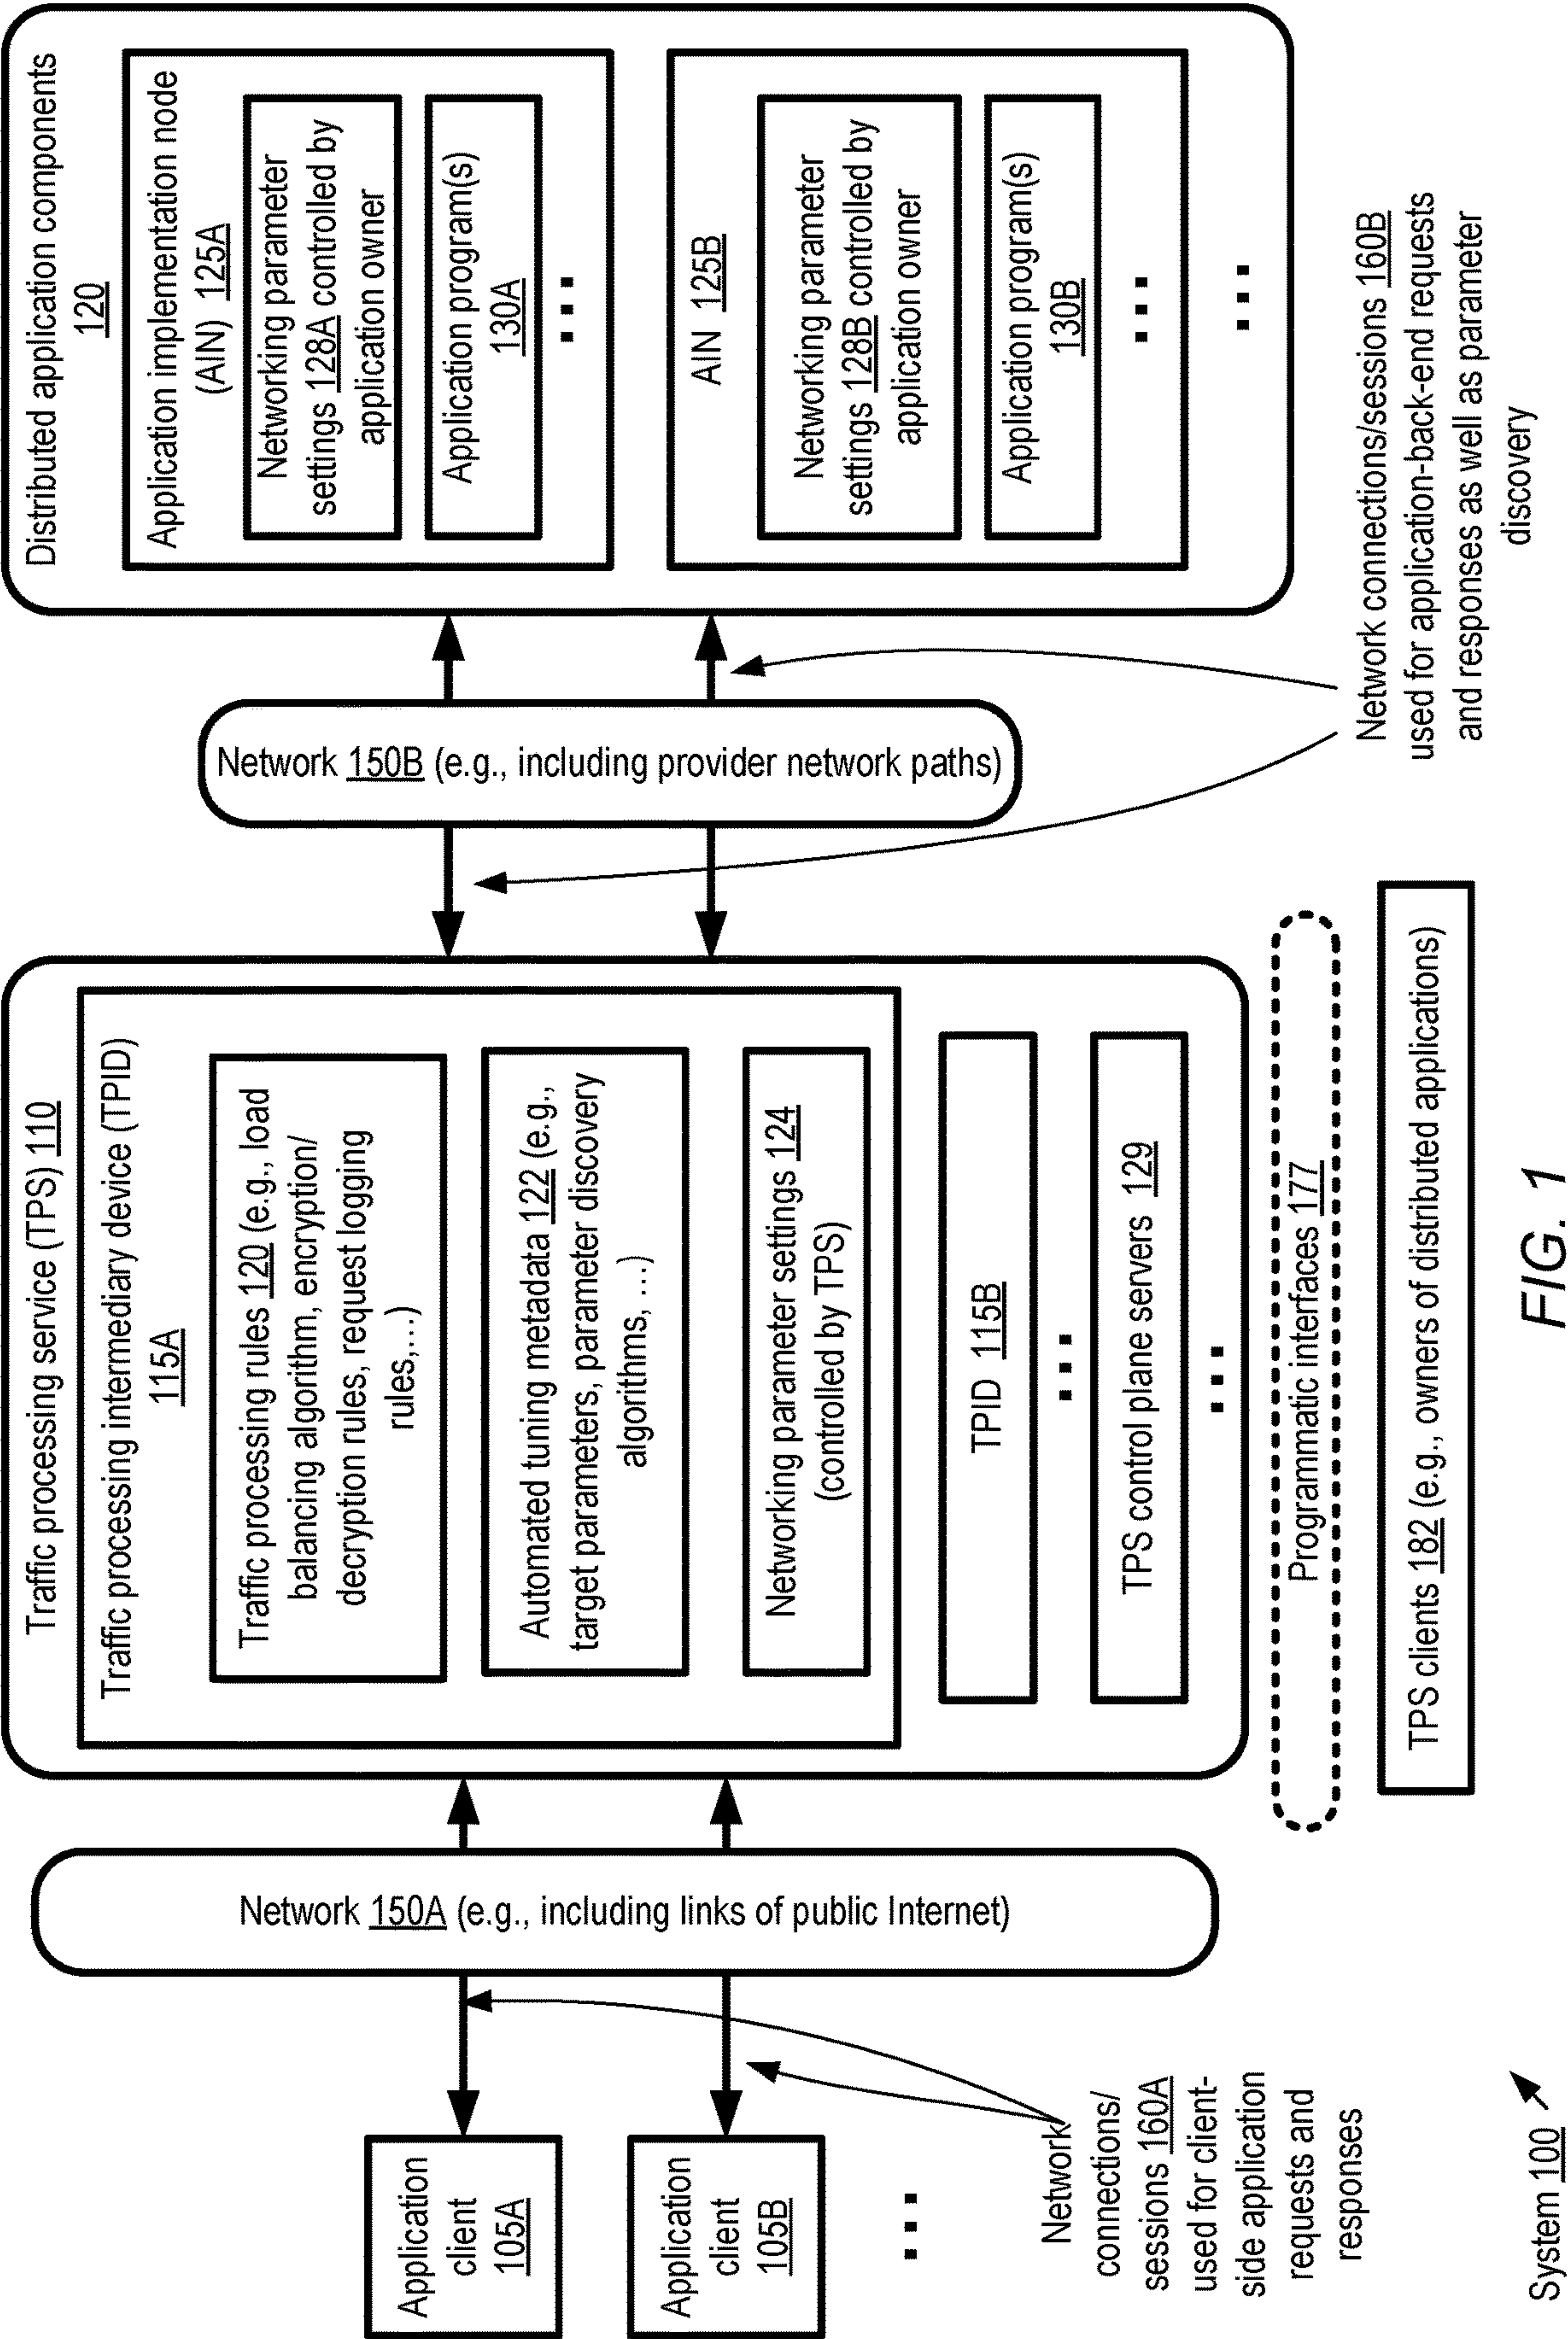 Application
client
105A
Application
client
105B
Network
connections/
sessions 160A
used for client-
side application
requests and
responses
System 100
Network 150A (e.g., including links of public Internet)
Traffic processing service (TPS) 110
Traffic processing intermediary device (TPID)
115A
Traffic processing rules 120 (e.g., load
balancing algorithm, encryption/
decryption rules, request logging
rules,…)
Automated tuning metadata 122 (e.g.,
target parameters, parameter discovery
algorithms, …)
Networking parameter settings 124
(controlled by TPS)
TPID 115B
TPS control plane servers 129
Programmatic interfaces 177
TPS clients 182 (e.g., owners of distributed applications)
Network 150B (e.g., including provider network paths)
Distributed application components
120
Application implementation node
(AIN) 125A
Networking parameter
settings 128A controlled by
application owner
Application program(s)
130A
AIN 125B
Networking parameter
settings 128B controlled by
application owner
Application program(s)
130B
Network connections/sessions 160B
used for application-back-end requests
and responses as well as parameter
discovery
FIG. 1